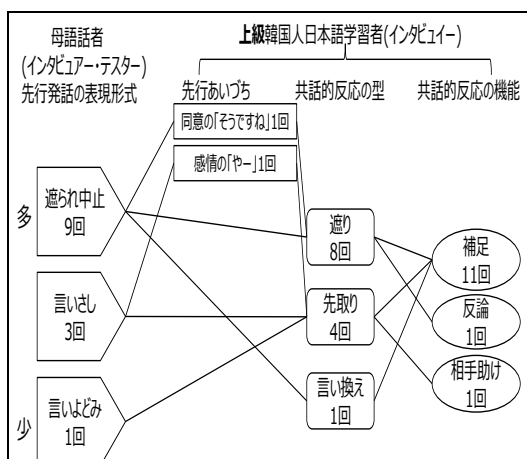 母語話者
(インタビュアー・テスター)
先行発話の表現形式
上級韓国人日本語学習者(インタビュイー)
先行あいづち
共話的反応の型
共話的反応の機能
同意の「そうですね」1回
感情の「やー」1回
多
遮られ中止
9回
言いさし
3回
少
言いよどみ
1回
遮り
8回
先取り
4回
言い換え
1回
補足
11回
反論
1回
相手助け
1回